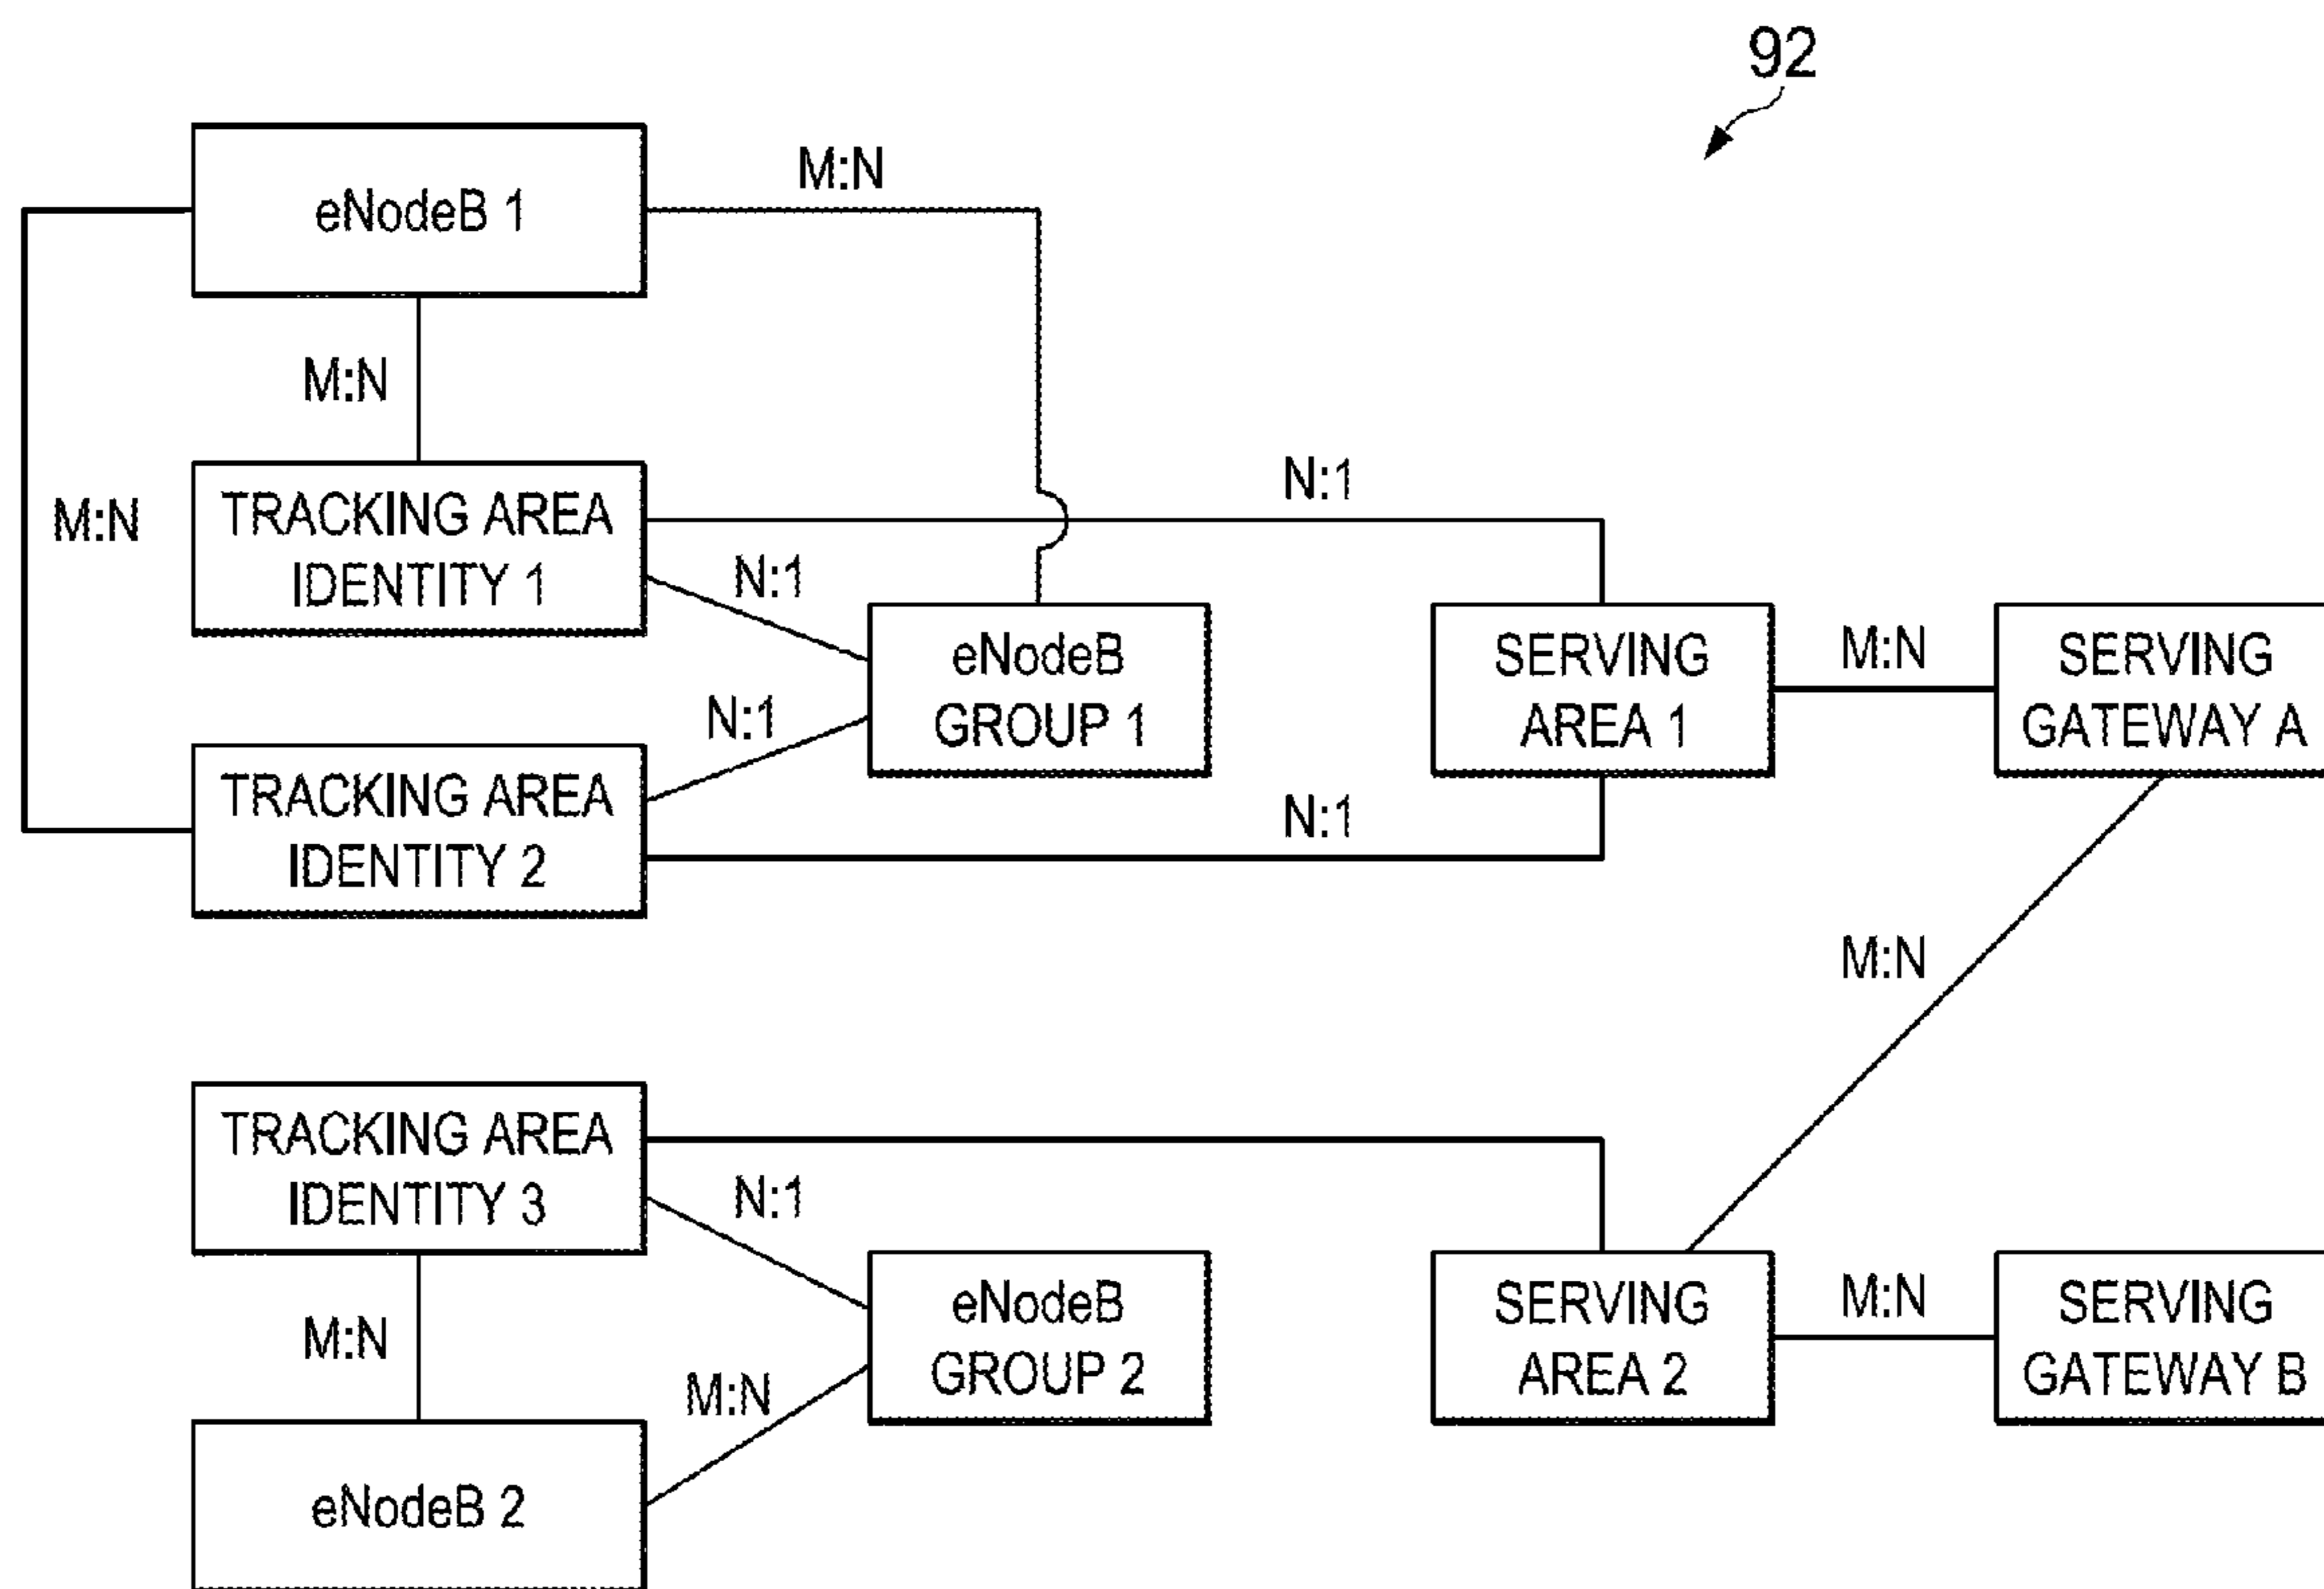 92
eNodeB 1
M:N
M:N
M:N
TRACKING AREA
IDENTITY 1
N:1
N:1
eNodeB
GROUP 1
SERVING
AREA 1
M:N
SERVING
GATEWAY A
N:1
TRACKING AREA
IDENTITY 2
N:1
M:N
TRACKING AREA
IDENTITY 3
N:1
M:N
eNodeB
GROUP 2
M:N
SERVING
AREA 2
M:N
SERVING
GATEWAY B
eNodeB 2